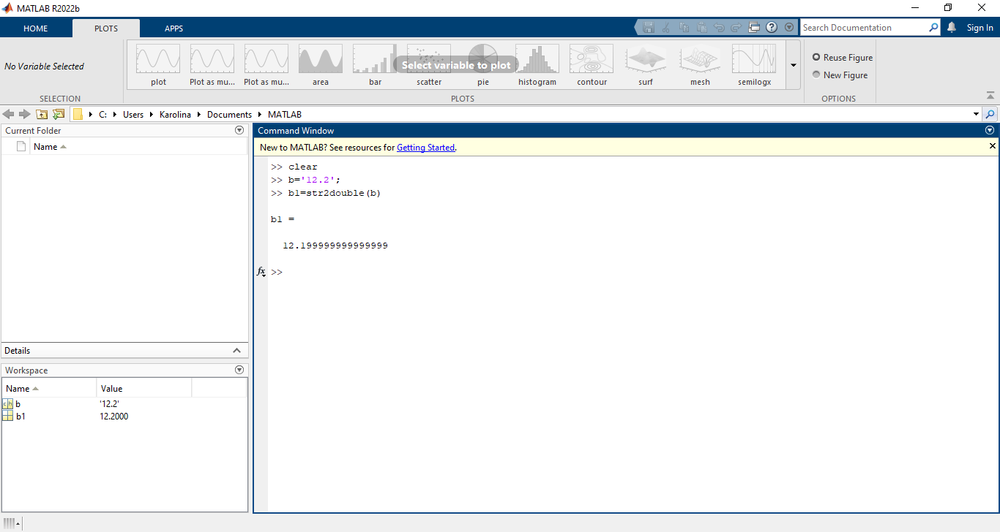 MATLAB R2022b
HOME PLOTS APPS
Search Documentation
Sign In
No Variable Selected
Select variable to plot
plot Plot as mu... Plot as mu... area bar scatter pie histogram contour surf mesh semilogx
Reuse Figure
New Figure
SELECTION PLOTS OPTIONS
C: Users Karolina Documents MATLAB
Current Folder
Name
Details
Workspace
Name Value
b '12.2'
b1 12.2000
Command Window
New to MATLAB? See resources for Getting Started.
>> clear
>> b='12.2';
>> b1=str2double(b)
b1 =
12.199999999999999
fx >>